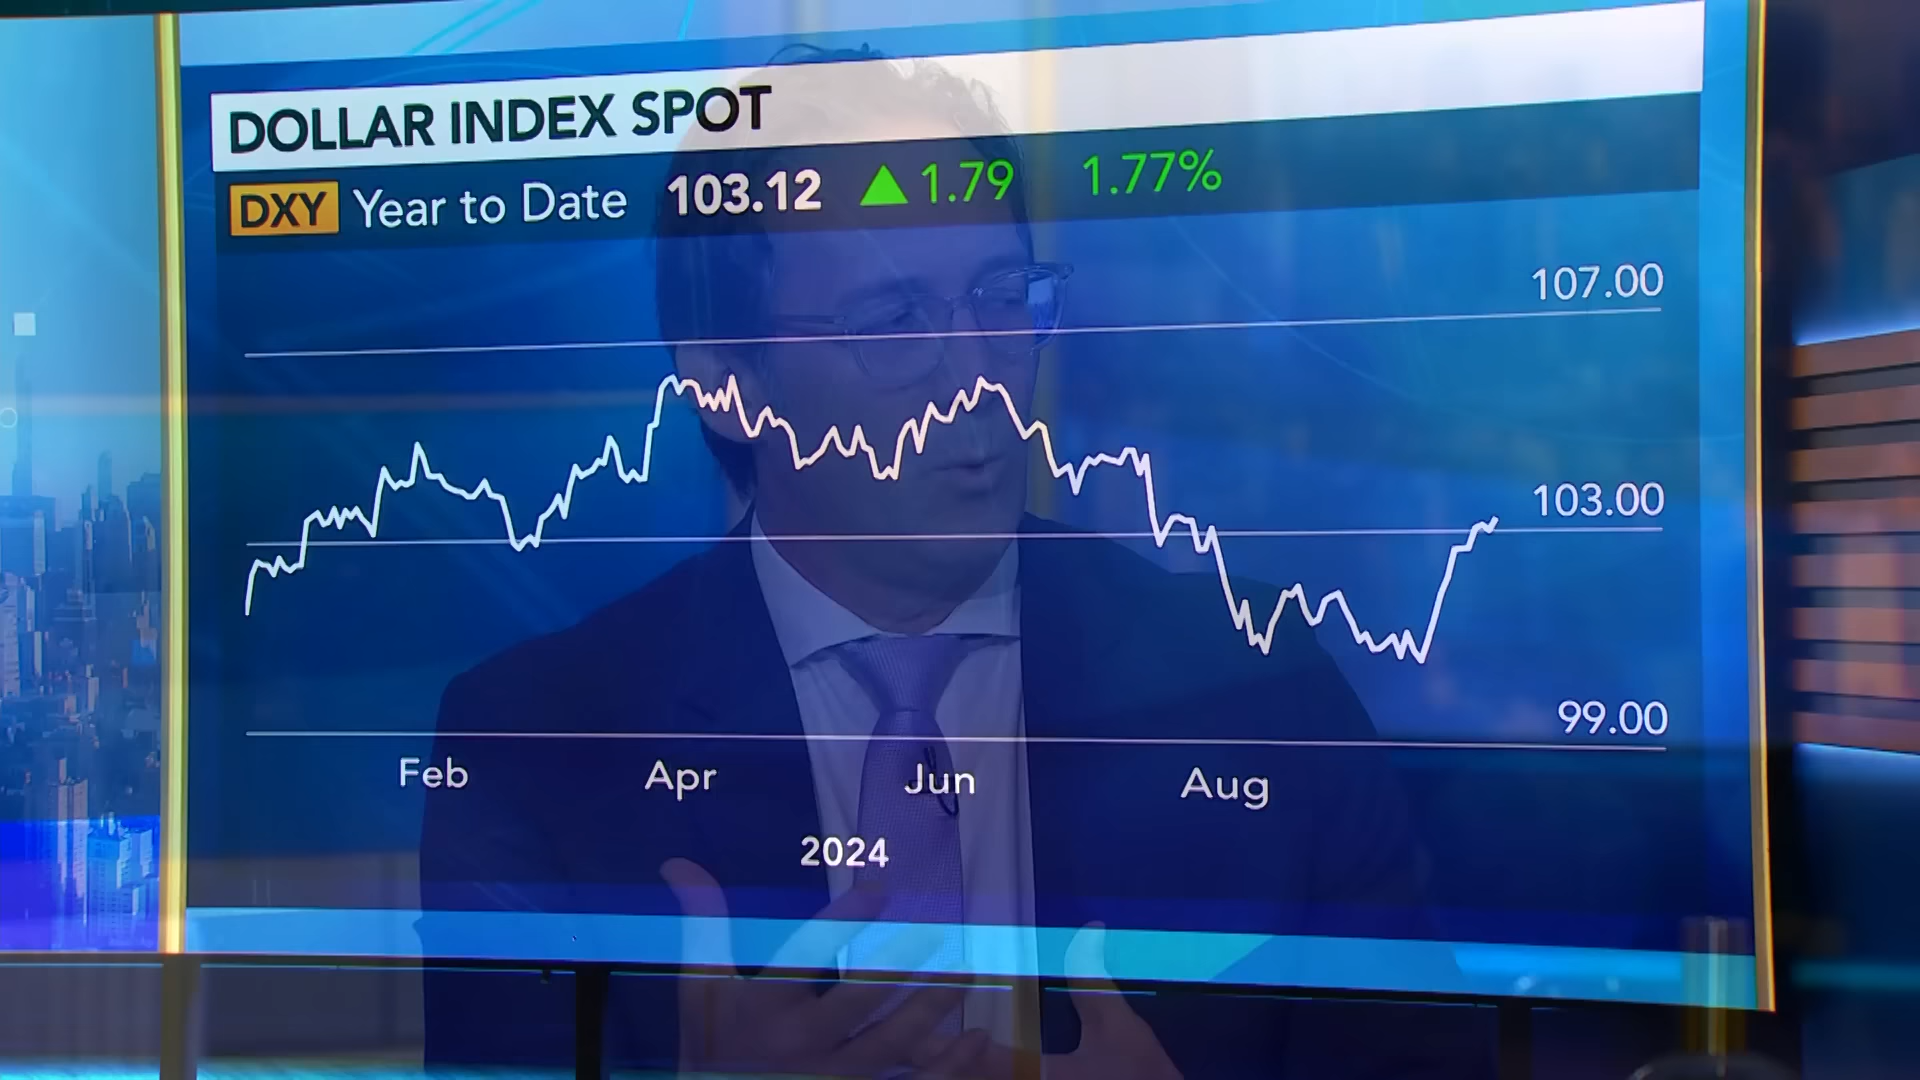 DOLLAR INDEX SPOT
DXY Year to Date 103.12 ▲1.79 1.77%
107.00
103.00
99.00
Feb Apr Jun Aug
2024